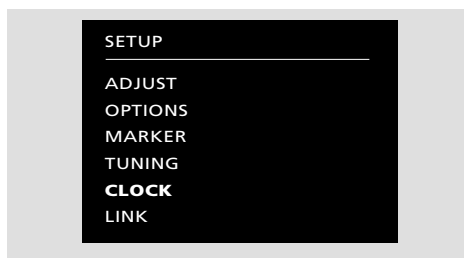 SETUP
ADJUST
OPTIONS
MARKER
TUNING
CLOCK
LINK